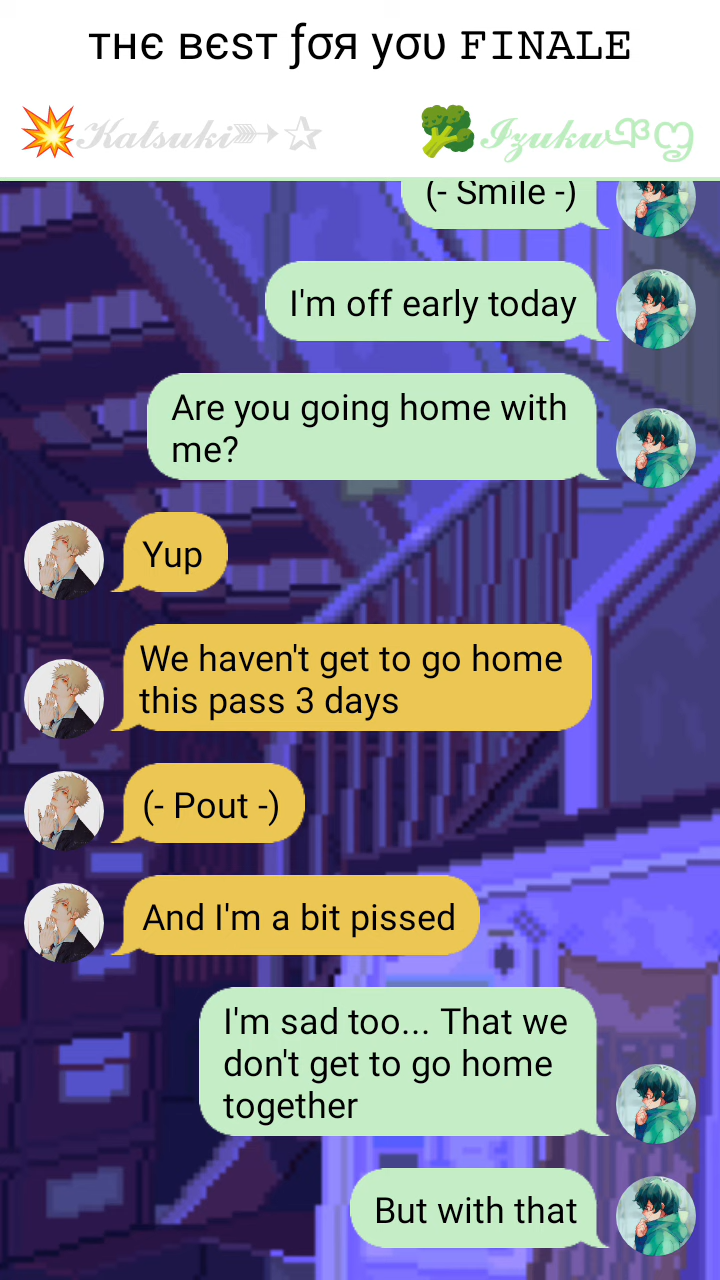 тнє вєѕт ƒσя уσυ 𝙵𝙸𝙽𝙰𝙻𝙴
💥𝓚𝓪𝓽𝓼𝓾𝓴𝓲➳☆
🥦𝓘𝔃𝓾𝓴𝓾
(- Smile -)
I'm off early today
Are you going home with
me?
Yup
We haven't get to go home
this pass 3 days
(- Pout -)
And I'm a bit pissed
I'm sad too... That we
don't get to go home
together
But with that